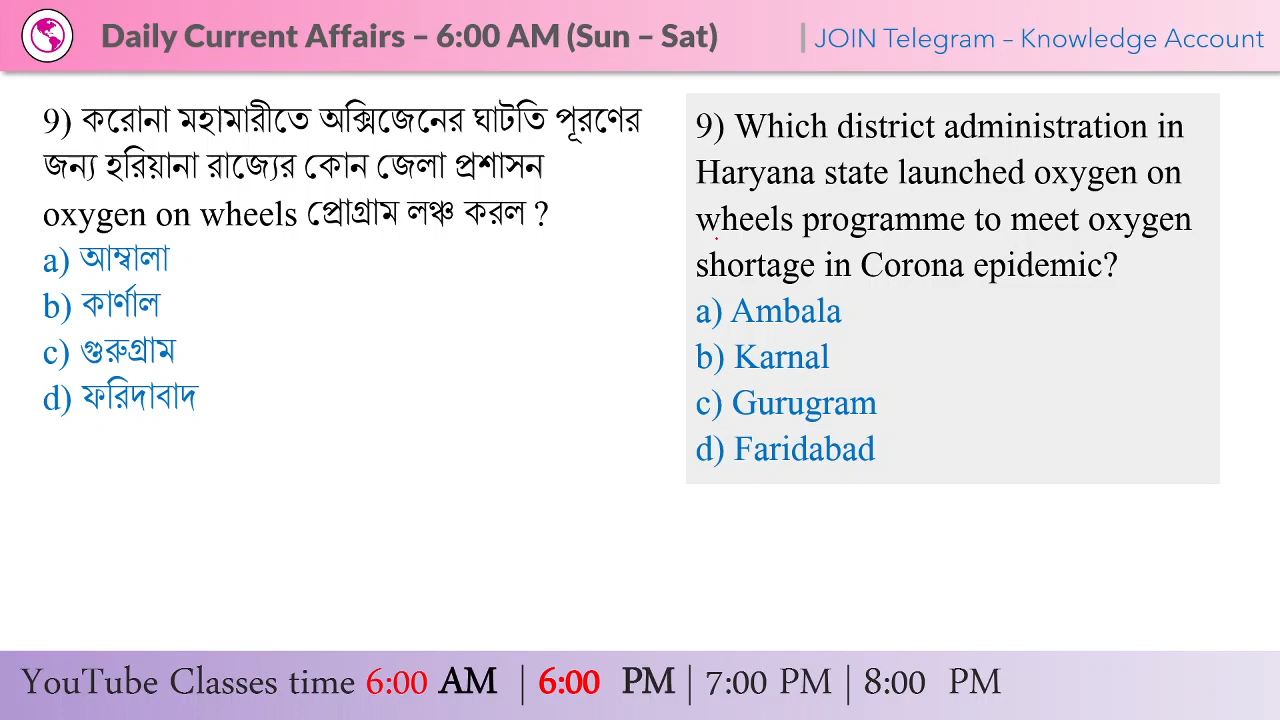 Daily Current Affairs – 6:00 AM (Sun – Sat)
| JOIN Telegram – Knowledge Account
9) করোনা মহামারীতে অক্সিজেনের ঘাটতি পূরণের
জন্য হরিয়ানা রাজ্যের কোন জেলা প্রশাসন
oxygen on wheels প্রোগ্রাম লঞ্চ করল ?
a) আম্বালা
b) কার্ণাল
c) গুরুগ্রাম
d) ফরিদাবাদ
9) Which district administration in
Haryana state launched oxygen on
wheels programme to meet oxygen
shortage in Corona epidemic?
a) Ambala
b) Karnal
c) Gurugram
d) Faridabad
YouTube Classes time 6:00 AM | 6:00 PM | 7:00 PM | 8:00 PM